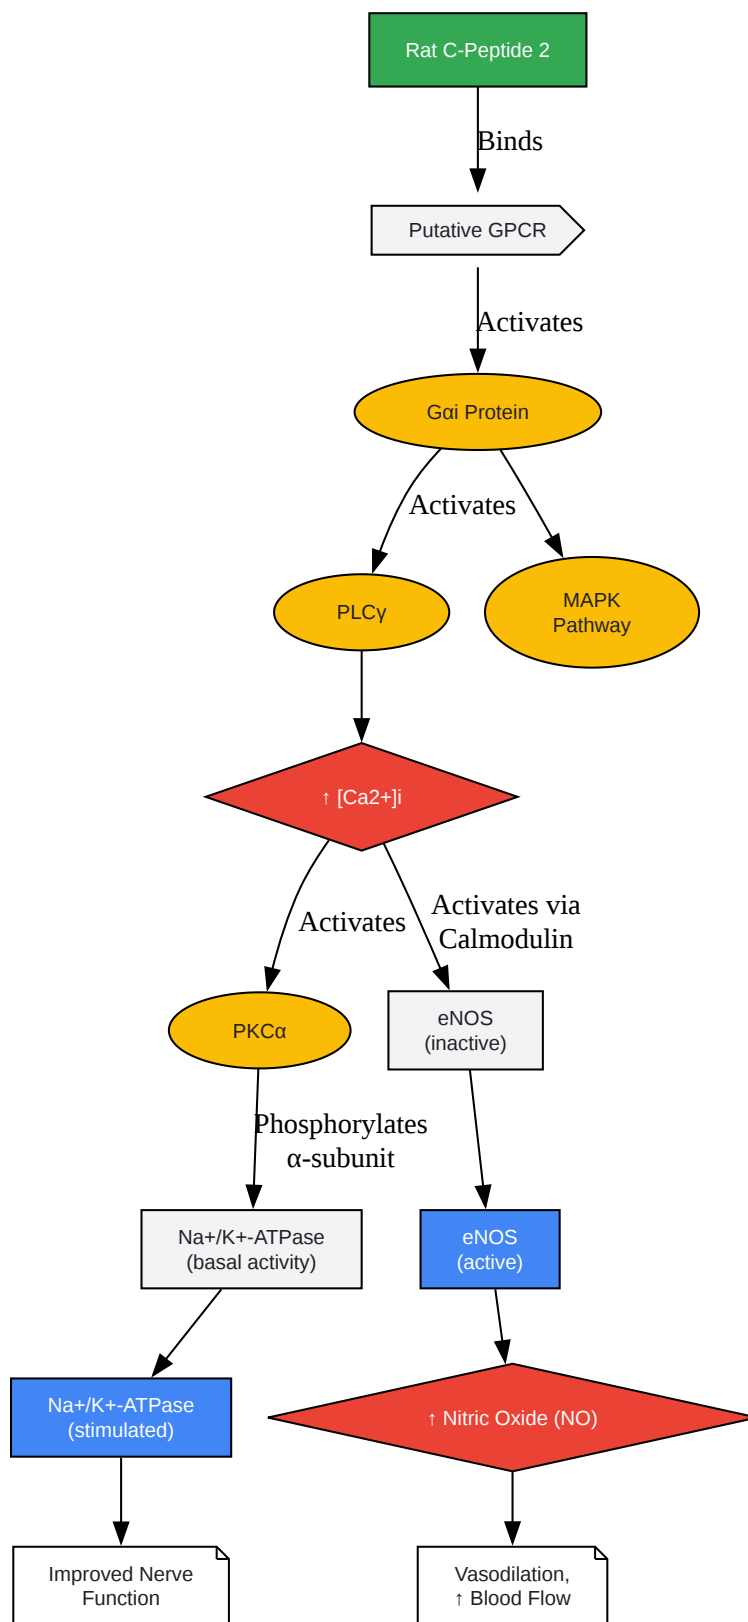 Rat C-Peptide 2
Binds
Putative GPCR
Activates
Gαi Protein
Activates
PLCγ
MAPK
Pathway
↑ [Ca2+]i
Activates
Activates via
Calmodulin
PKCα
eNOS
(inactive)
Phosphorylates
α-subunit
Na+/K+-ATPase
(basal activity)
eNOS
(active)
Na+/K+-ATPase
(stimulated)
↑ Nitric Oxide (NO)
Improved Nerve
Function
Vasodilation,
↑ Blood Flow